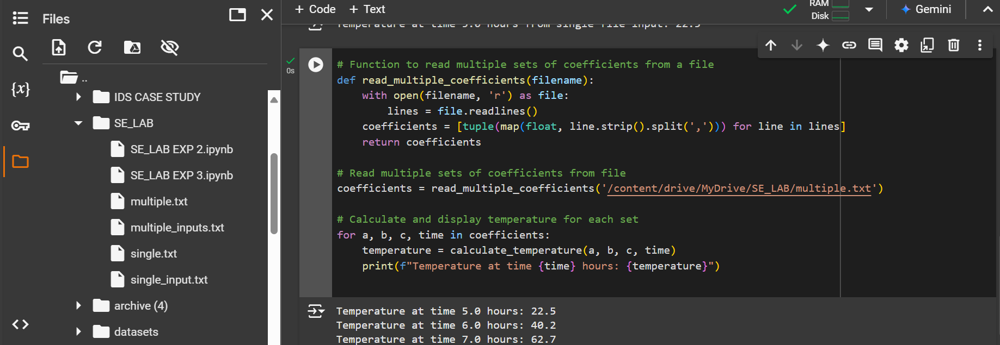 Files
..
IDS CASE STUDY
SE_LAB
SE_LAB EXP 2.ipynb
SE_LAB EXP 3.ipynb
multiple.txt
multiple_inputs.txt
single.txt
single_input.txt
archive (4)
datasets
{x}
+ Code + Text
RAM
Disk
Gemini
Temperature at time 5.0 hours from single file input: 22.5
0s
# Function to read multiple sets of coefficients from a file
def read_multiple_coefficients(filename):
    with open(filename, 'r') as file:
        lines = file.readlines()
    coefficients = [tuple(map(float, line.strip().split(','))) for line in lines]
    return coefficients
# Read multiple sets of coefficients from file
coefficients = read_multiple_coefficients('/content/drive/MyDrive/SE_LAB/multiple.txt')
# Calculate and display temperature for each set
for a, b, c, time in coefficients:
    temperature = calculate_temperature(a, b, c, time)
    print(f"Temperature at time {time} hours: {temperature}")
Temperature at time 5.0 hours: 22.5
Temperature at time 6.0 hours: 40.2
Temperature at time 7.0 hours: 62.7